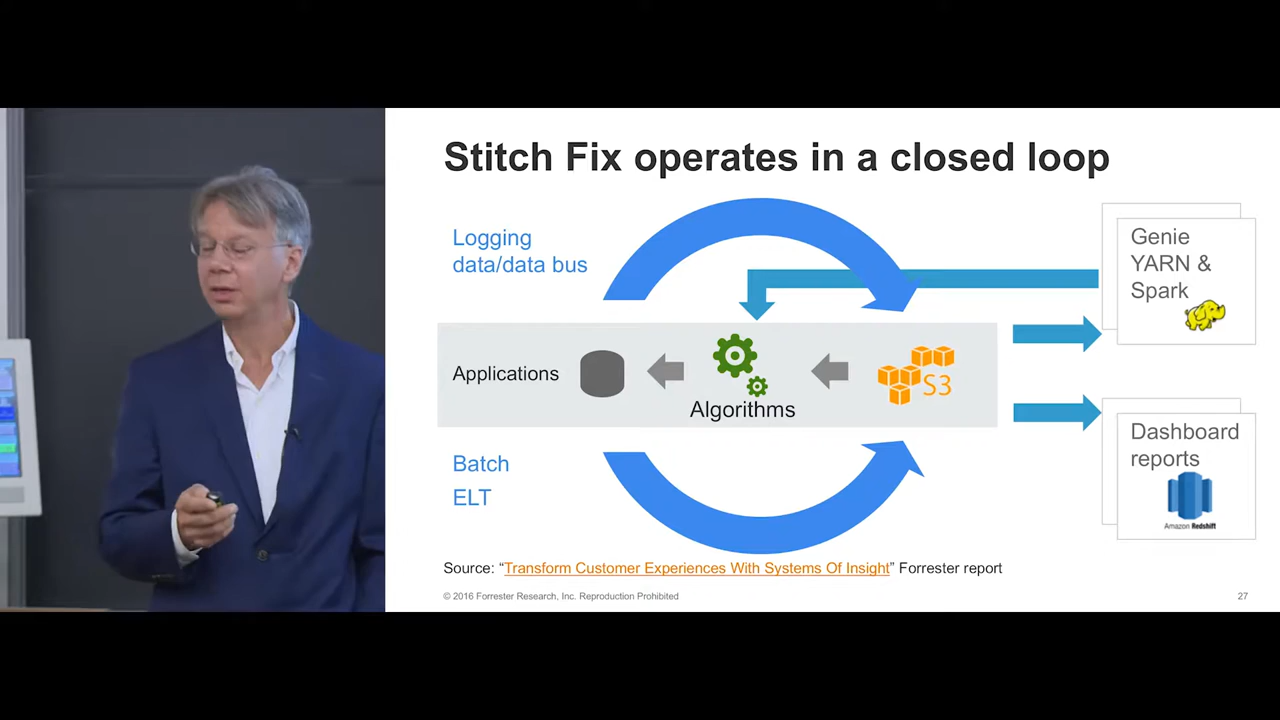 Stitch Fix operates in a closed loop
Logging
data/data bus
Genie
YARN &
Spark
Applications
S3
Algorithms
Batch
ELT
Dashboard
reports
Amazon Redshift
Source: “Transform Customer Experiences With Systems Of Insight” Forrester report
© 2016 Forrester Research, Inc. Reproduction Prohibited
27